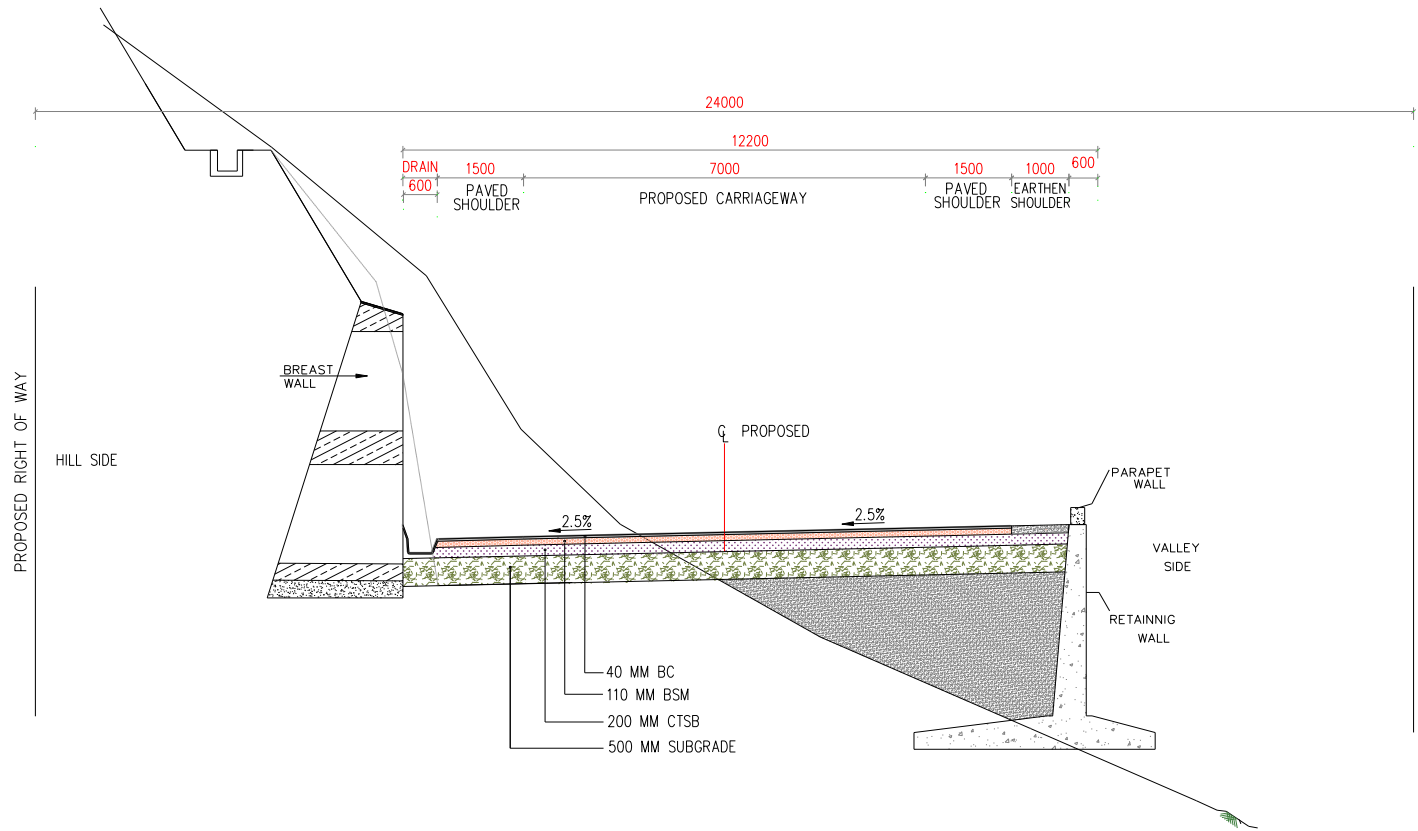 24000
12200
DRAIN
1500
7000
1500
1000
600
600
PAVED
SHOULDER
PROPOSED CARRIAGEWAY
PAVED
SHOULDER
EARTHEN
SHOULDER
BREAST
WALL
PROPOSED RIGHT OF WAY
HILL SIDE
℄ PROPOSED
2.5%
2.5%
PARAPET
WALL
VALLEY
SIDE
RETAINNIG
WALL
40 MM BC
110 MM BSM
200 MM CTSB
500 MM SUBGRADE